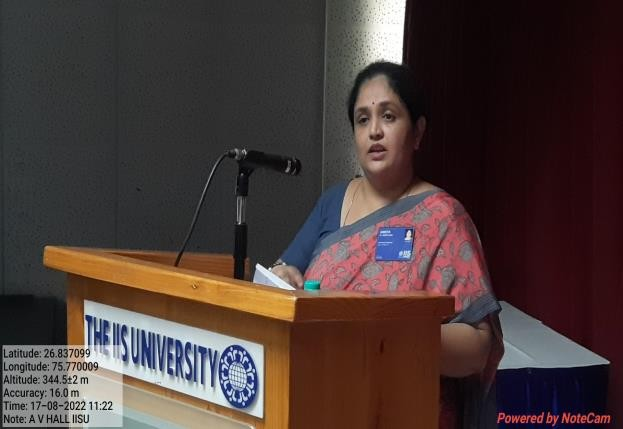 THE IIS UNIVERSITY
IIS
Latitude: 26.837099
Longitude: 75.770009
Altitude: 344.5±2 m
Accuracy: 16.0 m
Time: 17-08-2022 11:22
Note: A V HALL IISU
Powered by NoteCam